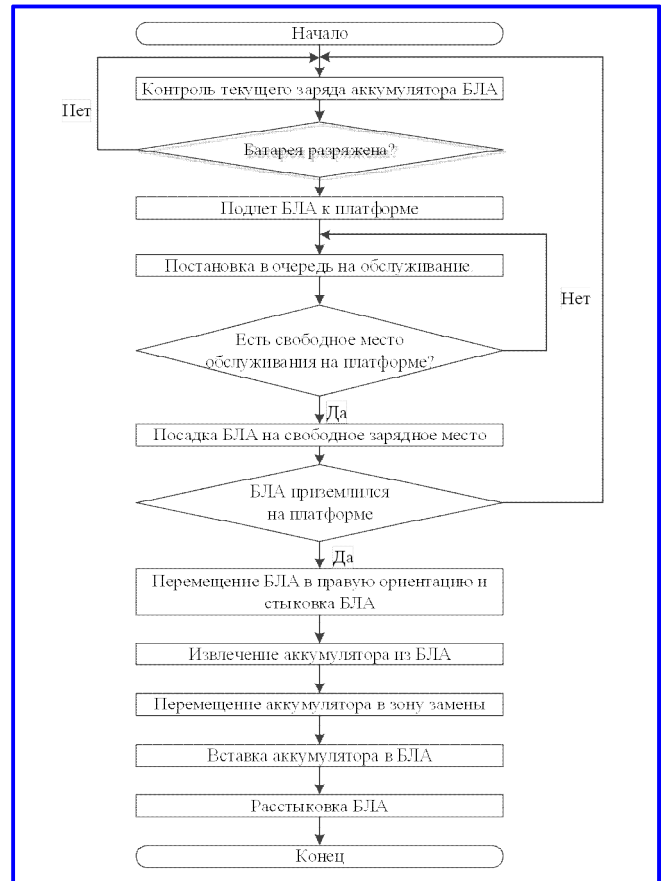 Начало
Контроль текущего заряда аккумулятора БЛА
Нет
Батарея разряжена?
Подлет БЛА к платформе
Постановка в очередь на обслуживание
Нет
Есть свободное место
обслуживания на платформе?
Да
Посадка БЛА на свободное зарядное место
БЛА приземлился
на платформе
Да
Перемещение БЛА в правую ориентацию и
стыковка БЛА
Извлечение аккумулятора из БЛА
Перемещение аккумулятора в зону замены
Вставка аккумулятора в БЛА
Расстыковка БЛА
Конец